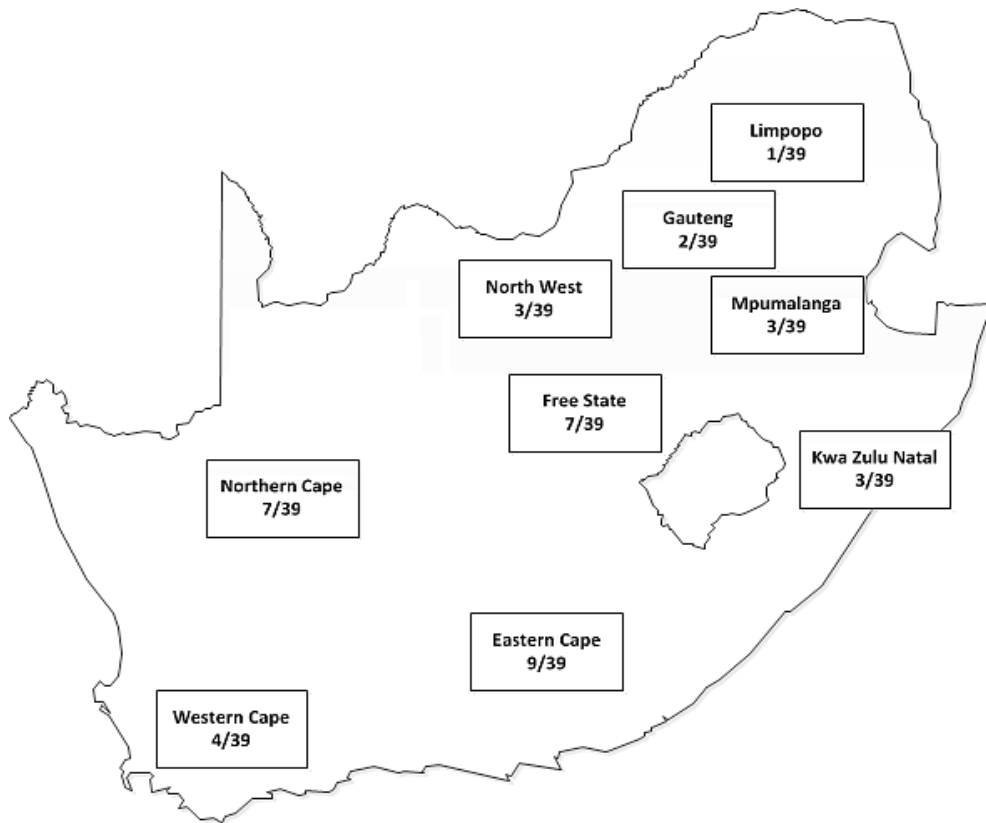 Limpopo
1/39
Gauteng
2/39
North West
3/39
Mpumalanga
3/39
Free State
7/39
Kwa Zulu Natal
3/39
Northern Cape
7/39
Eastern Cape
9/39
Western Cape
4/39